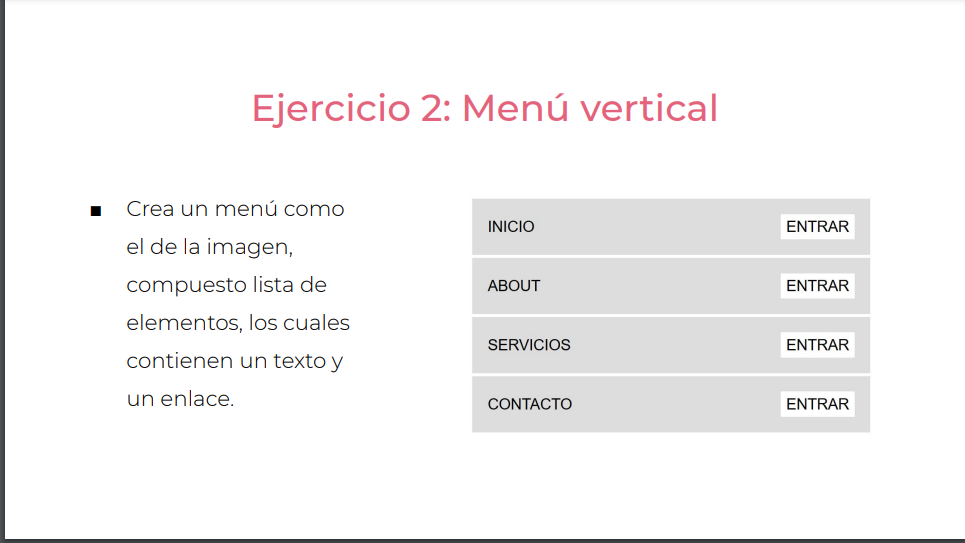 Ejercicio 2: Menú vertical
■ Crea un menú como
el de la imagen,
compuesto lista de
elementos, los cuales
contienen un texto y
un enlace.
INICIO ENTRAR
ABOUT ENTRAR
SERVICIOS ENTRAR
CONTACTO ENTRAR